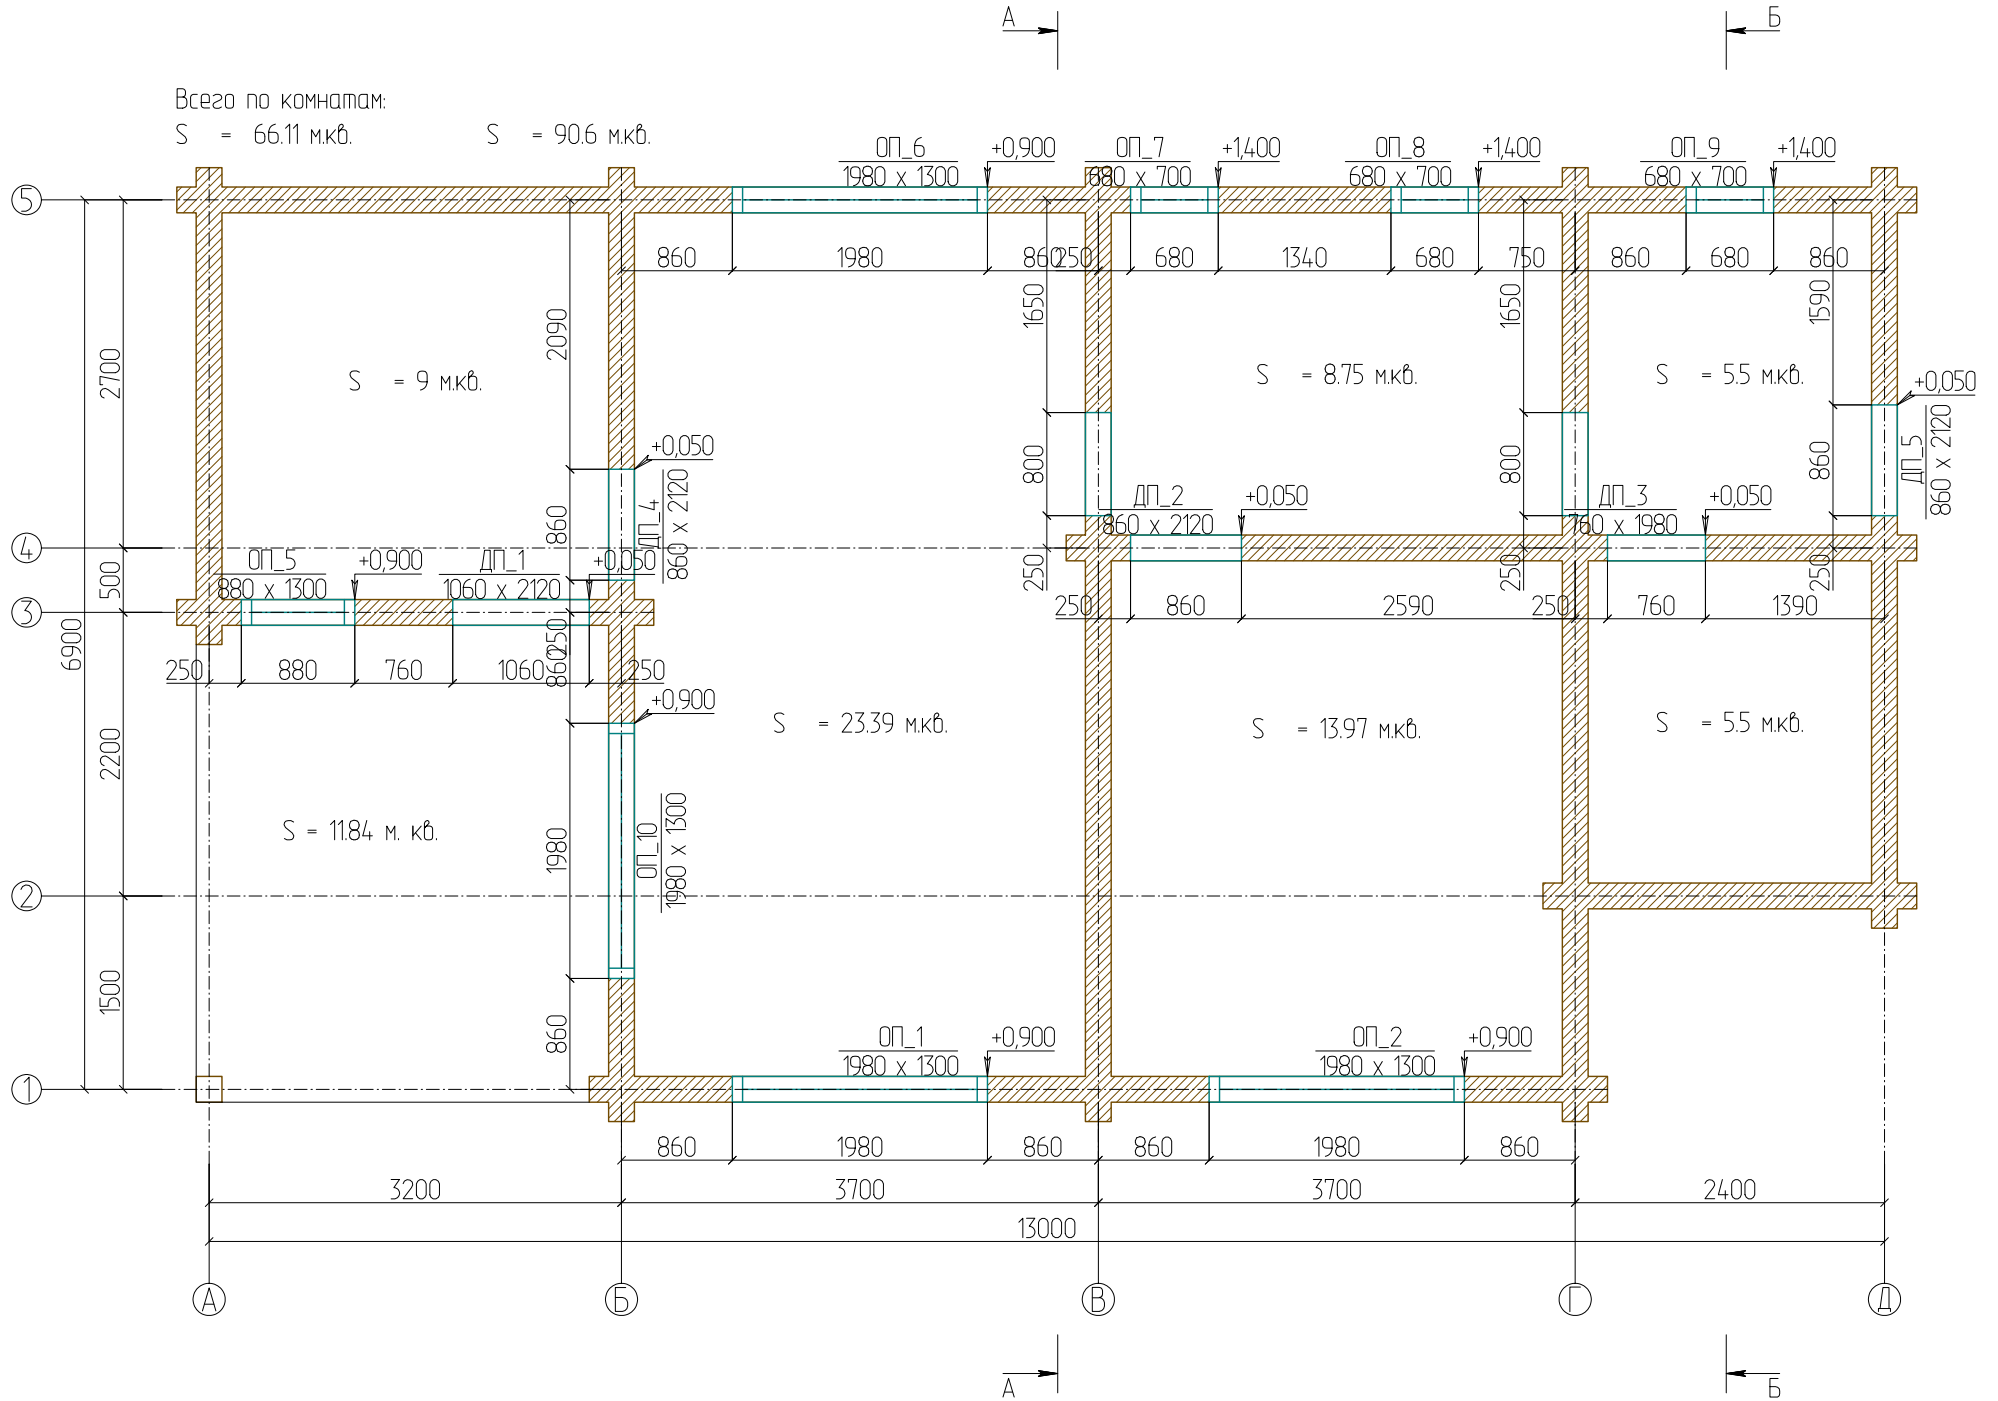 А
Б
Всего по комнатам:
S = 66.11 м.кв. S = 90.6 м.кв.
ОП_6 +0,900 ОП_7 +1,400 ОП_8 +1,400 ОП_9 +1,400
1980 х 1300 680 х 700 680 х 700 680 х 700
5
860 1980 860 250 680 1340 680 750 860 680 860
2700 2090 1650 1650 1590
S = 9 м.кв.
S = 8.75 м.кв.
S = 5.5 м.кв.
+0,050
ДП_5
860 х 2120
860
800
800
+0,050
ДП_4
860 х 2120
860
ДП_2 +0,050
860 х 2120
ДП_3 +0,050
760 х 1980
4
500
250 250 250
ОП_5 +0,900 ДП_1 +0,050
880 х 1300 1060 х 2120
3
250 860 2590 250 760 1390
6900
250
860
250 880 760 1060 250
+0,900
S = 23.39 м.кв.
S = 13.97 м.кв.
S = 5.5 м.кв.
2200
S = 11.84 м. кв.
1980
ОП_10
1980 х 1300
2
1500
860
ОП_1 +0,900 ОП_2 +0,900
1980 х 1300 1980 х 1300
1
860 1980 860 860 1980 860
3200 3700 3700 2400
13000
А Б В Г Д
А
Б